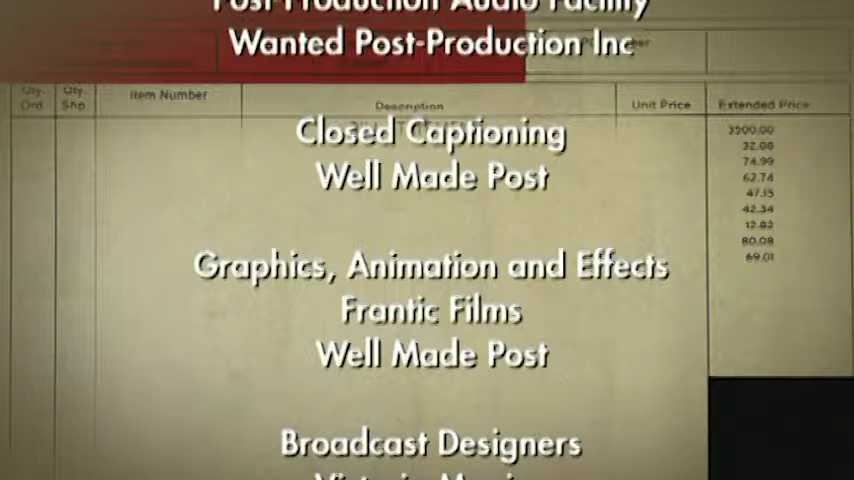 Post-Production Audio Facility
Wanted Post-Production Inc
Qty Ord
Qty Shp
Item Number
Description
Unit Price
Extended Price
Closed Captioning
Well Made Post
3500.00
32.08
74.99
62.74
47.15
42.34
12.02
80.08
69.01
Graphics, Animation and Effects
Frantic Films
Well Made Post
Broadcast Designers